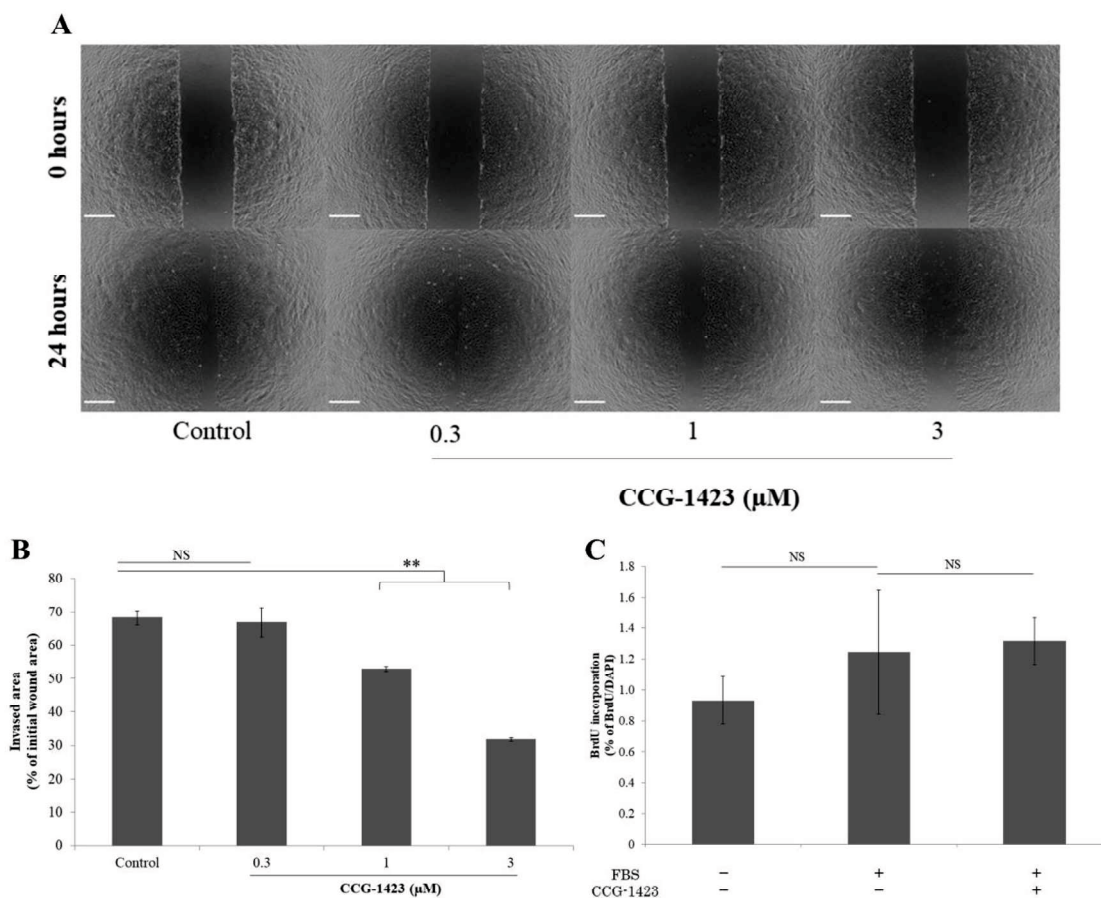 A
0 hours
24 hours
Control
0.3
1
3
CCG-1423 (μM)
B
NS
**
80
70
60
50
40
30
20
10
0
Invased area
(% of initial wound area)
Control
0.3
1
3
CCG-1423 (μM)
C
NS
NS
1.8
1.6
1.4
1.2
1.0
0.8
0.6
0.4
0.2
0
BrdU incorporation
(% of BrdU/DAPI)
FBS − + +
CCG-1423 − − +